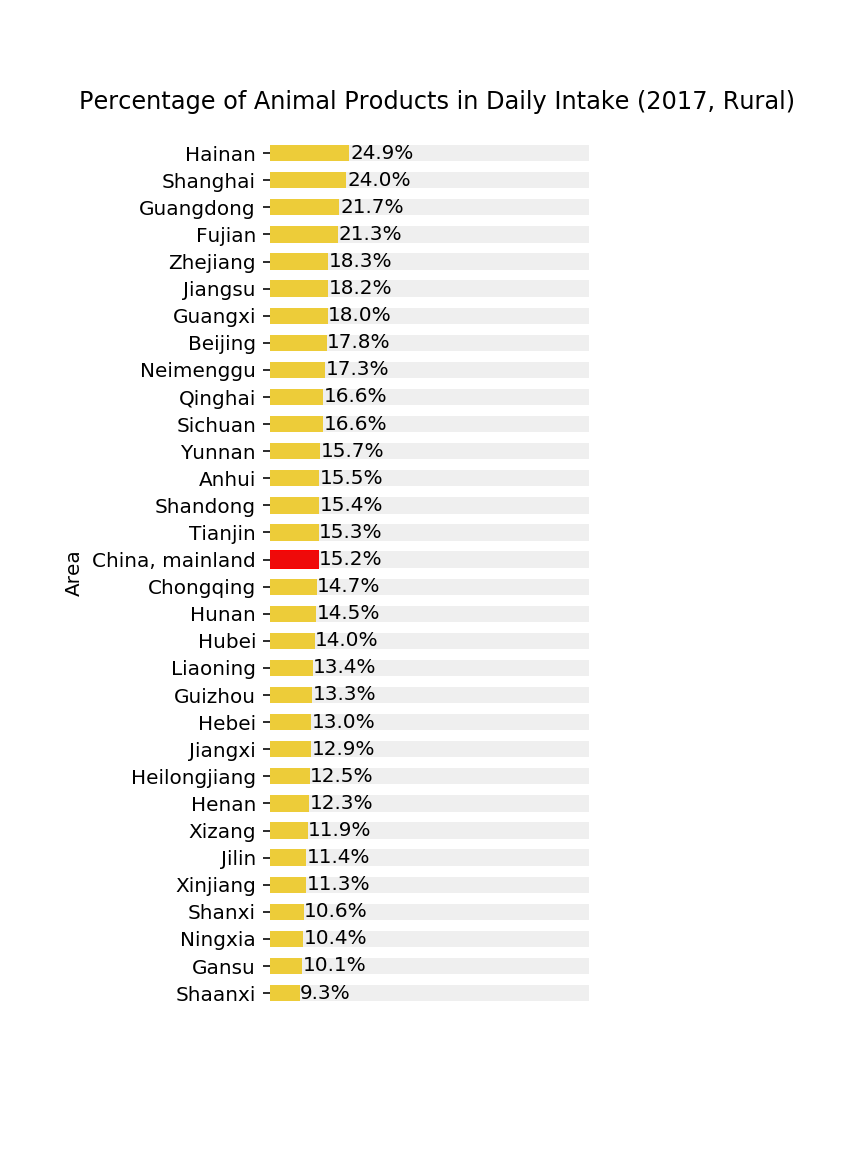 Percentage of Animal Products in Daily Intake (2017, Rural)
Hainan 24.9%
Shanghai 24.0%
Guangdong 21.7%
Fujian 21.3%
Zhejiang 18.3%
Jiangsu 18.2%
Guangxi 18.0%
Beijing 17.8%
Neimenggu 17.3%
Qinghai 16.6%
Sichuan 16.6%
Yunnan 15.7%
Anhui 15.5%
Shandong 15.4%
Tianjin 15.3%
China, mainland 15.2%
Chongqing 14.7%
Hunan 14.5%
Hubei 14.0%
Liaoning 13.4%
Guizhou 13.3%
Hebei 13.0%
Jiangxi 12.9%
Heilongjiang 12.5%
Henan 12.3%
Xizang 11.9%
Jilin 11.4%
Xinjiang 11.3%
Shanxi 10.6%
Ningxia 10.4%
Gansu 10.1%
Shaanxi 9.3%
Area